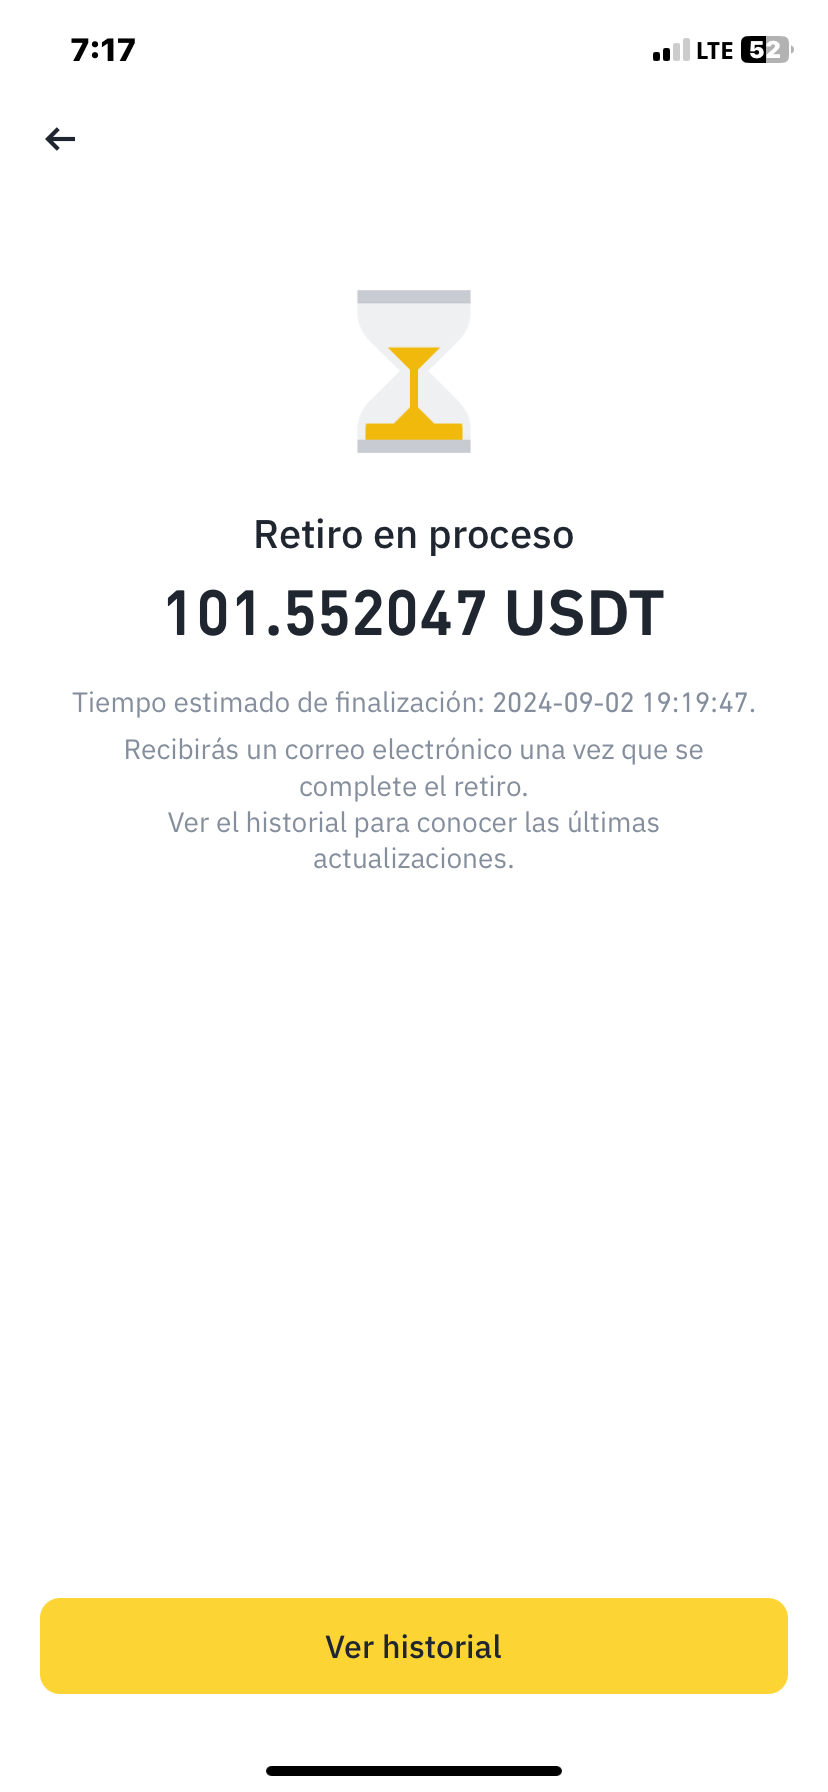 7:17
LTE 52
Retiro en proceso
101.552047 USDT
Tiempo estimado de finalización: 2024-09-02 19:19:47.
Recibirás un correo electrónico una vez que se
complete el retiro.
Ver el historial para conocer las últimas
actualizaciones.
Ver historial